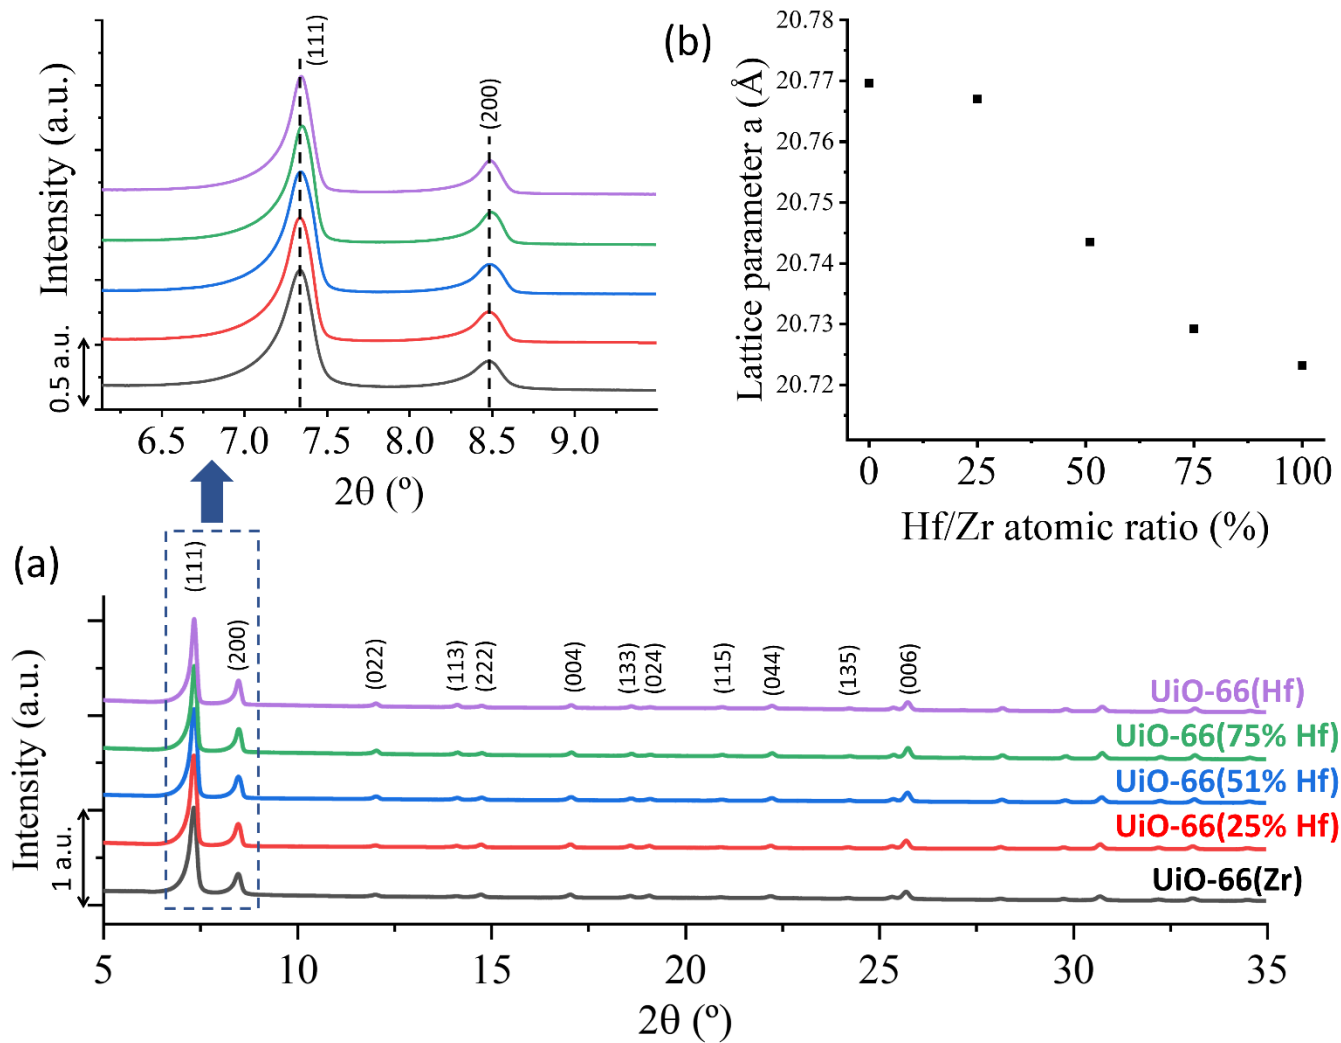 (111)
(200)
Intensity (a.u.)
0.5 a.u.
6.5 7.0 7.5 8.0 8.5 9.0
2θ (º)
(b)
20.78
20.77
20.76
20.75
20.74
20.73
20.72
Lattice parameter a (Å)
0 25 50 75 100
Hf/Zr atomic ratio (%)
(a)
(111)
(200)
(022)
(113)
(222)
(004)
(133)
(024)
(115)
(044)
(135)
(006)
Intensity (a.u.)
1 a.u.
UiO-66(Hf)
UiO-66(75% Hf)
UiO-66(51% Hf)
UiO-66(25% Hf)
UiO-66(Zr)
5 10 15 20 25 30 35
2θ (º)